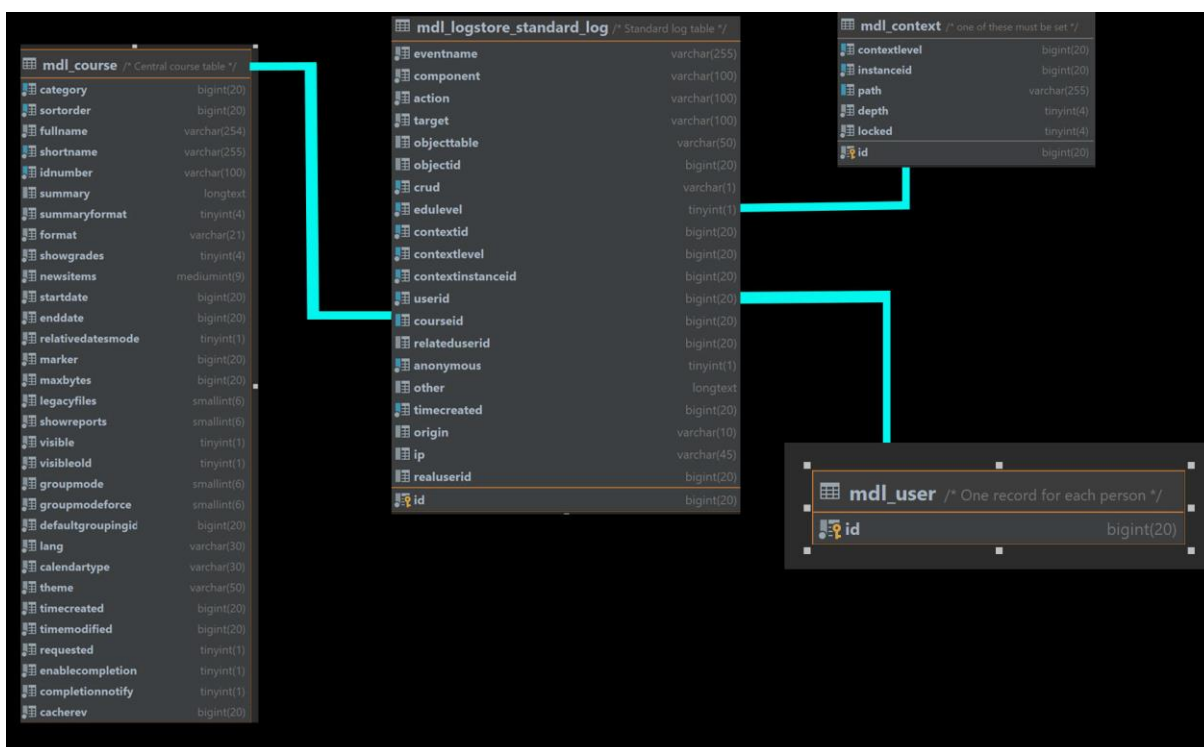 mdl_course /* Central course table */
category bigint(20)
sortorder bigint(20)
fullname varchar(254)
shortname varchar(255)
idnumber varchar(100)
summary longtext
summaryformat tinyint(4)
format varchar(21)
showgrades tinyint(4)
newsitems mediumint(9)
startdate bigint(20)
enddate bigint(20)
relativedatesmode tinyint(1)
marker bigint(20)
maxbytes bigint(20)
legacyfiles smallint(6)
showreports smallint(6)
visible tinyint(1)
visibleold tinyint(1)
groupmode smallint(6)
groupmodeforce smallint(6)
defaultgroupingid bigint(20)
lang varchar(30)
calendartype varchar(30)
theme varchar(50)
timecreated bigint(20)
timemodified bigint(20)
requested tinyint(1)
enablecompletion tinyint(1)
completionnotify tinyint(1)
cacherev bigint(20)
mdl_logstore_standard_log /* Standard log table */
eventname varchar(255)
component varchar(100)
action varchar(100)
target varchar(100)
objecttable varchar(50)
objectid bigint(20)
crud varchar(1)
edulevel tinyint(1)
contextid bigint(20)
contextlevel bigint(20)
contextinstanceid bigint(20)
userid bigint(20)
courseid bigint(20)
relateduserid bigint(20)
anonymous tinyint(1)
other longtext
timecreated bigint(20)
origin varchar(10)
ip varchar(45)
realuserid bigint(20)
id bigint(20)
mdl_context /* one of these must be set */
contextlevel bigint(20)
instanceid bigint(20)
path varchar(255)
depth tinyint(4)
locked tinyint(4)
id bigint(20)
mdl_user /* One record for each person */
id bigint(20)